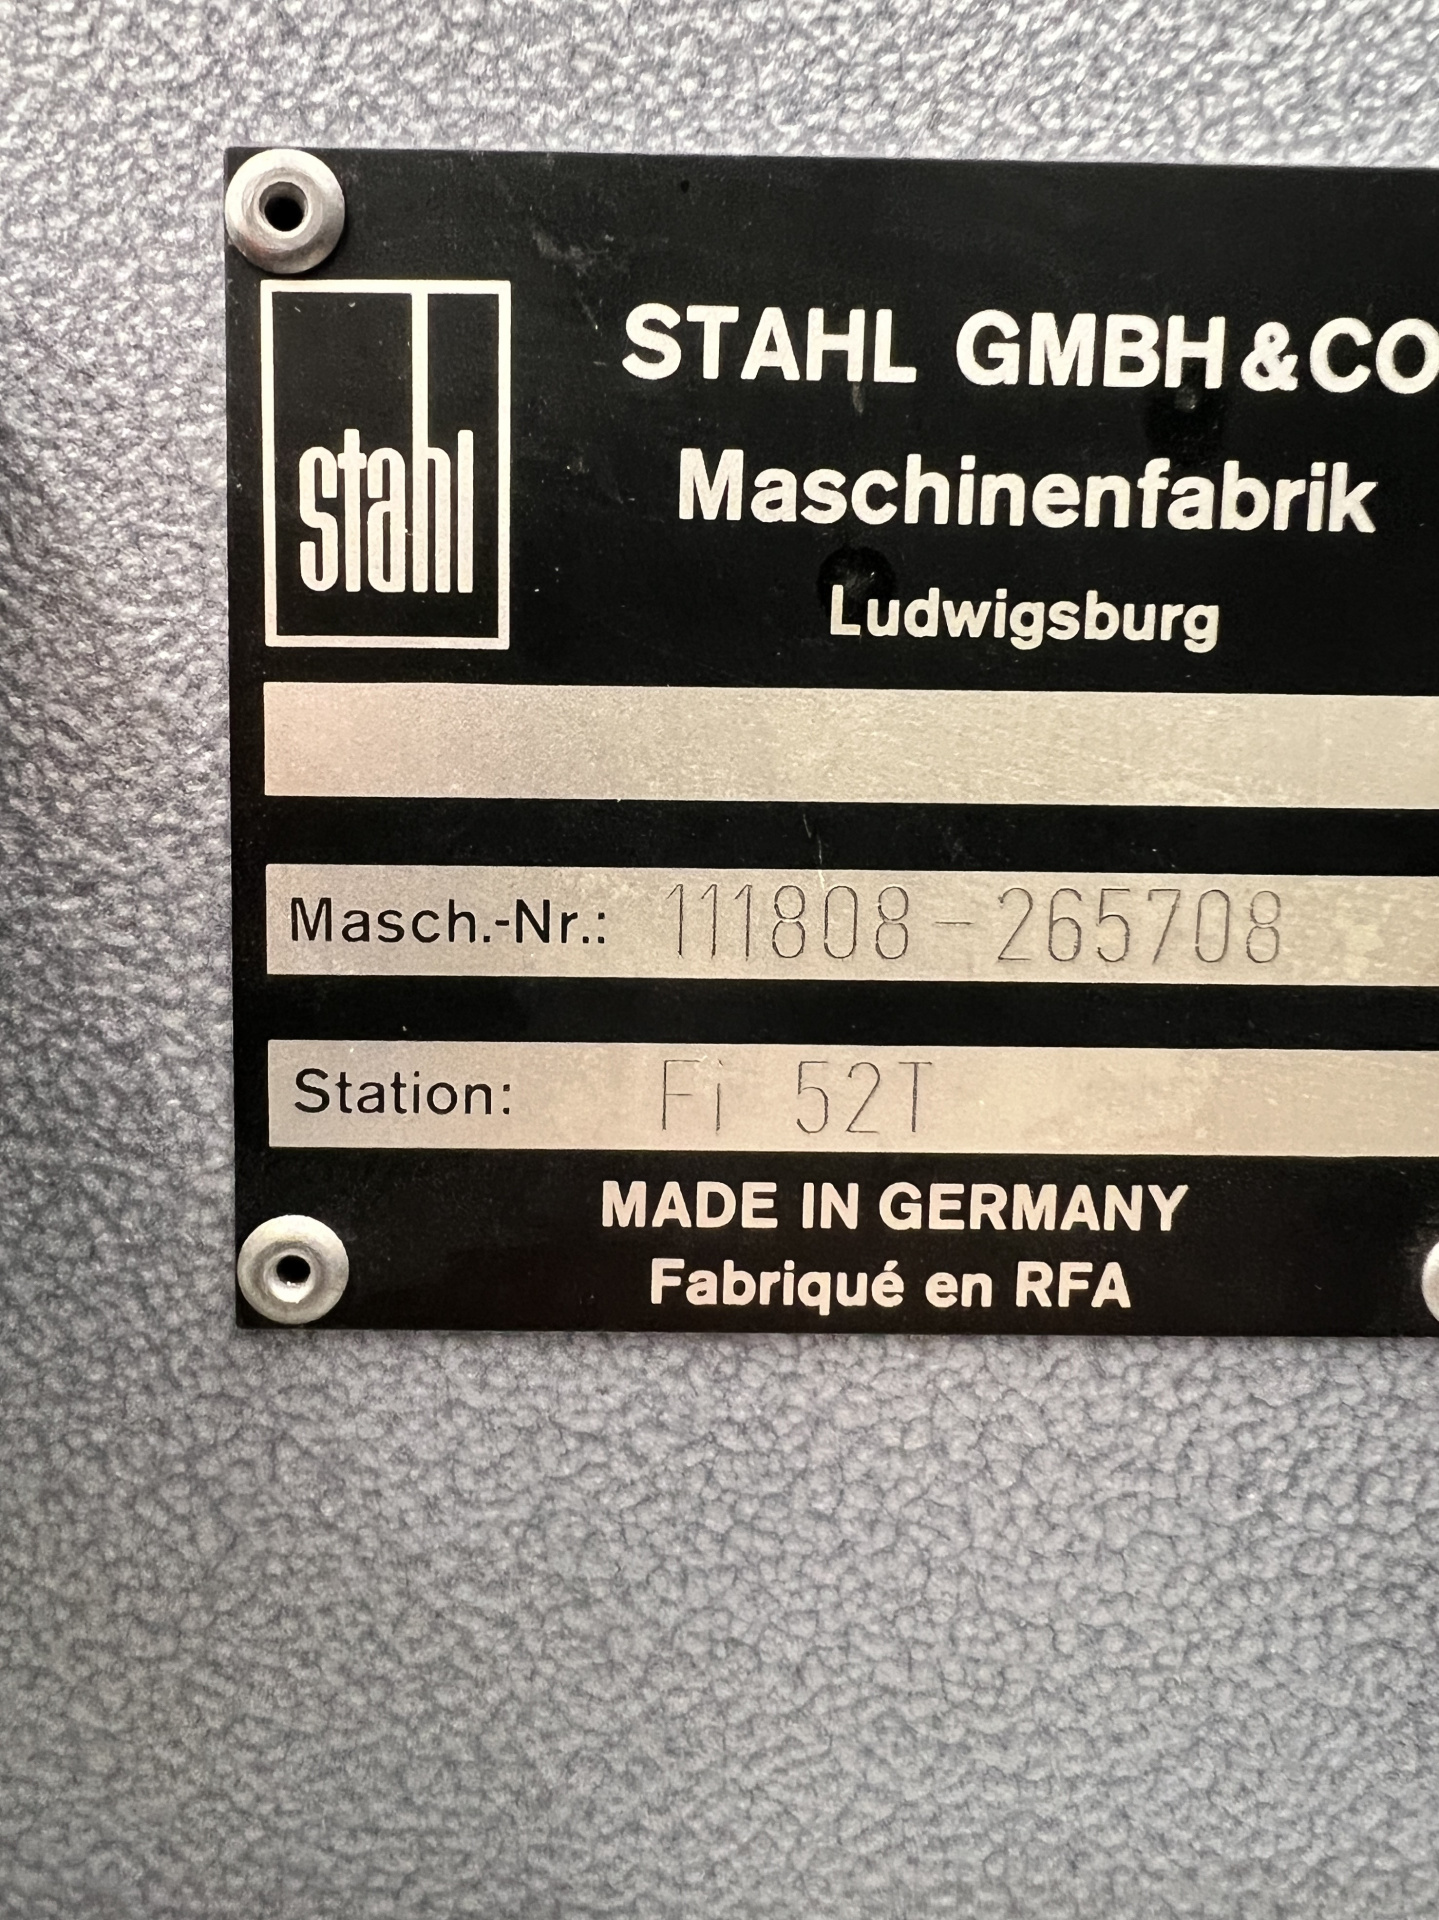 stahl
STAHL GMBH & CO
Maschinenfabrik
Ludwigsburg
Masch.-Nr.: 111808-265708
Station: Fi 52T
MADE IN GERMANY
Fabriqué en RFA